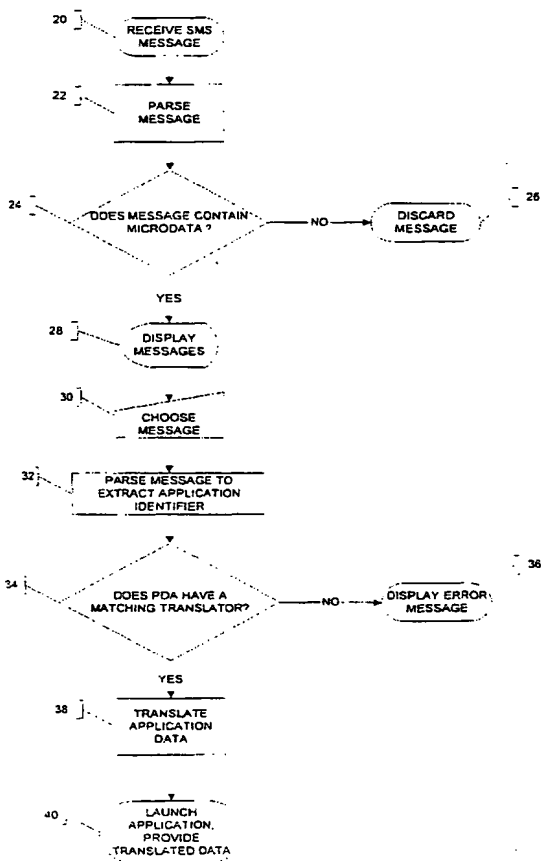 20
RECEIVE SMS
MESSAGE
22
PARSE
MESSAGE
24
DOES MESSAGE CONTAIN
MICRODATA ?
NO
DISCARD
MESSAGE
26
YES
28
DISPLAY
MESSAGES
30
CHOOSE
MESSAGE
32
PARSE MESSAGE TO
EXTRACT APPLICATION
IDENTIFIER
34
DOES PDA HAVE A
MATCHING TRANSLATOR?
NO
DISPLAY ERROR
MESSAGE
36
YES
38
TRANSLATE
APPLICATION
DATA
40
LAUNCH
APPLICATION,
PROVIDE
TRANSLATED DATA